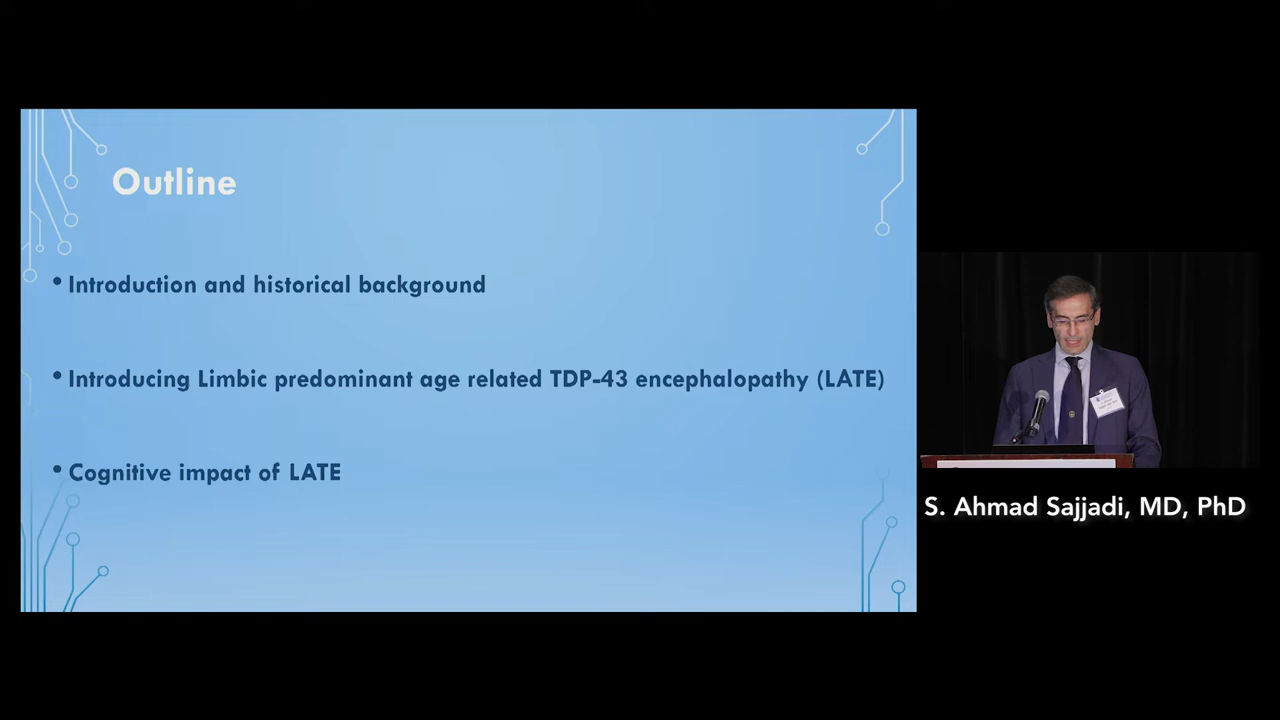 Outline
• Introduction and historical background
• Introducing Limbic predominant age related TDP-43 encephalopathy (LATE)
• Cognitive impact of LATE
S. Ahmad Sajjadi, MD, PhD